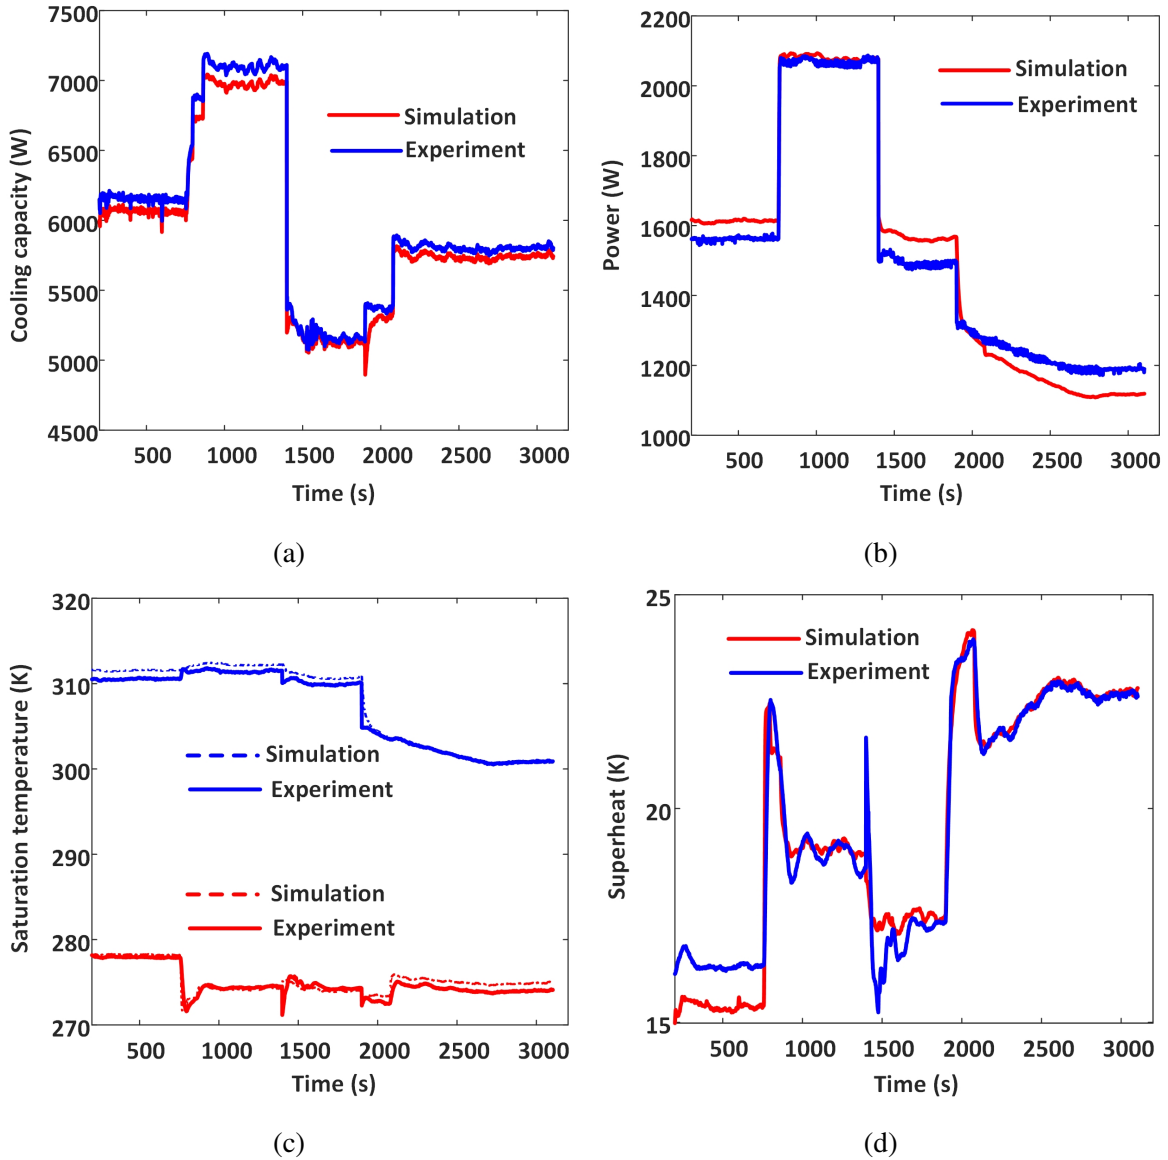 7500
7000
6500
6000
5500
5000
4500
Cooling capacity (W)
Simulation
Experiment
500 1000 1500 2000 2500 3000
Time (s)
(a)
2200
2000
1800
1600
1400
1200
1000
Power (W)
Simulation
Experiment
500 1000 1500 2000 2500 3000
Time (s)
(b)
320
310
300
290
280
270
Saturation temperature (K)
Simulation
Experiment
Simulation
Experiment
500 1000 1500 2000 2500 3000
Time (s)
(c)
25
20
15
Superheat (K)
Simulation
Experiment
500 1000 1500 2000 2500 3000
Time (s)
(d)